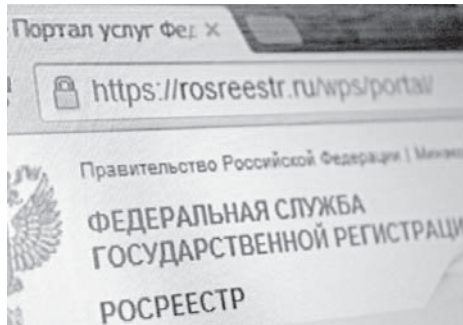 Портал услуг Фед
https://rosreestr.ru/wps/portal/
Правительство Российской Федерации |
ФЕДЕРАЛЬНАЯ СЛУЖБА
ГОСУДАРСТВЕННОЙ РЕГИСТРАЦИ
РОСРЕЕСТР